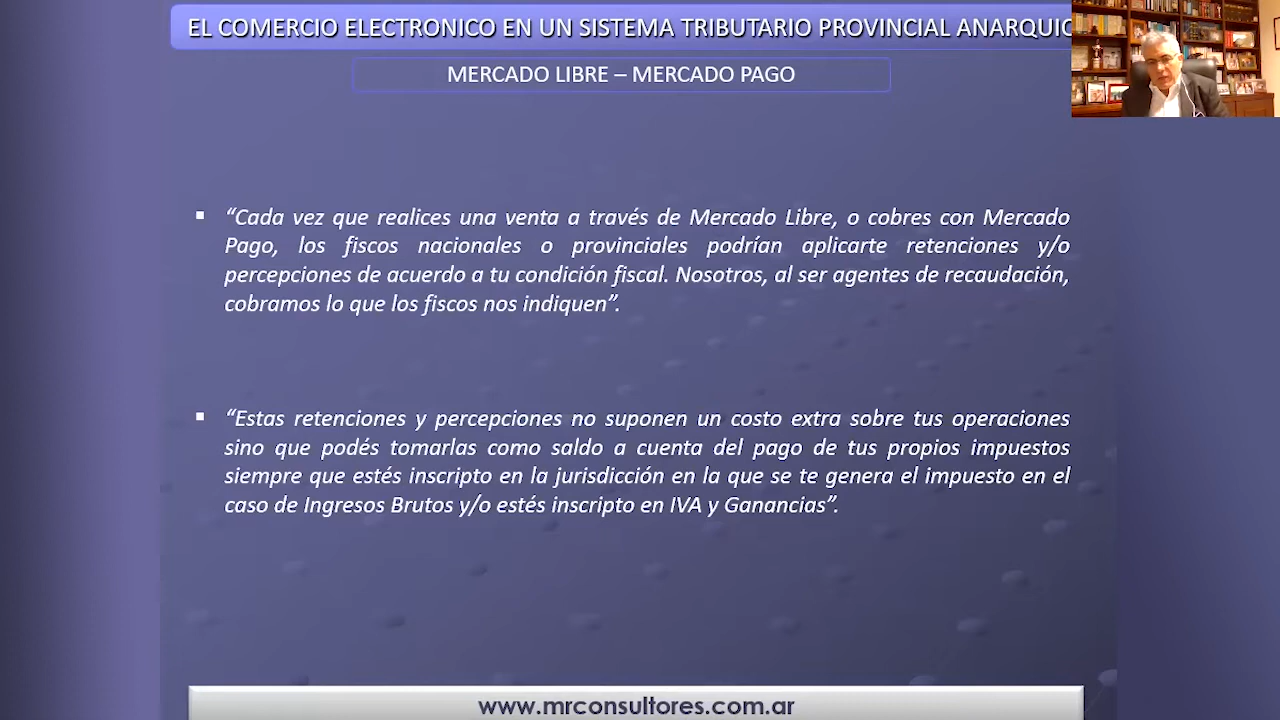 EL COMERCIO ELECTRONICO EN UN SISTEMA TRIBUTARIO PROVINCIAL ANARQUIC
MERCADO LIBRE – MERCADO PAGO
▪ “Cada vez que realices una venta a través de Mercado Libre, o cobres con Mercado
Pago, los fiscos nacionales o provinciales podrían aplicarte retenciones y/o
percepciones de acuerdo a tu condición fiscal. Nosotros, al ser agentes de recaudación,
cobramos lo que los fiscos nos indiquen”.
▪ “Estas retenciones y percepciones no suponen un costo extra sobre tus operaciones
sino que podés tomarlas como saldo a cuenta del pago de tus propios impuestos
siempre que estés inscripto en la jurisdicción en la que se te genera el impuesto en el
caso de Ingresos Brutos y/o estés inscripto en IVA y Ganancias”.
www.mrconsultores.com.ar